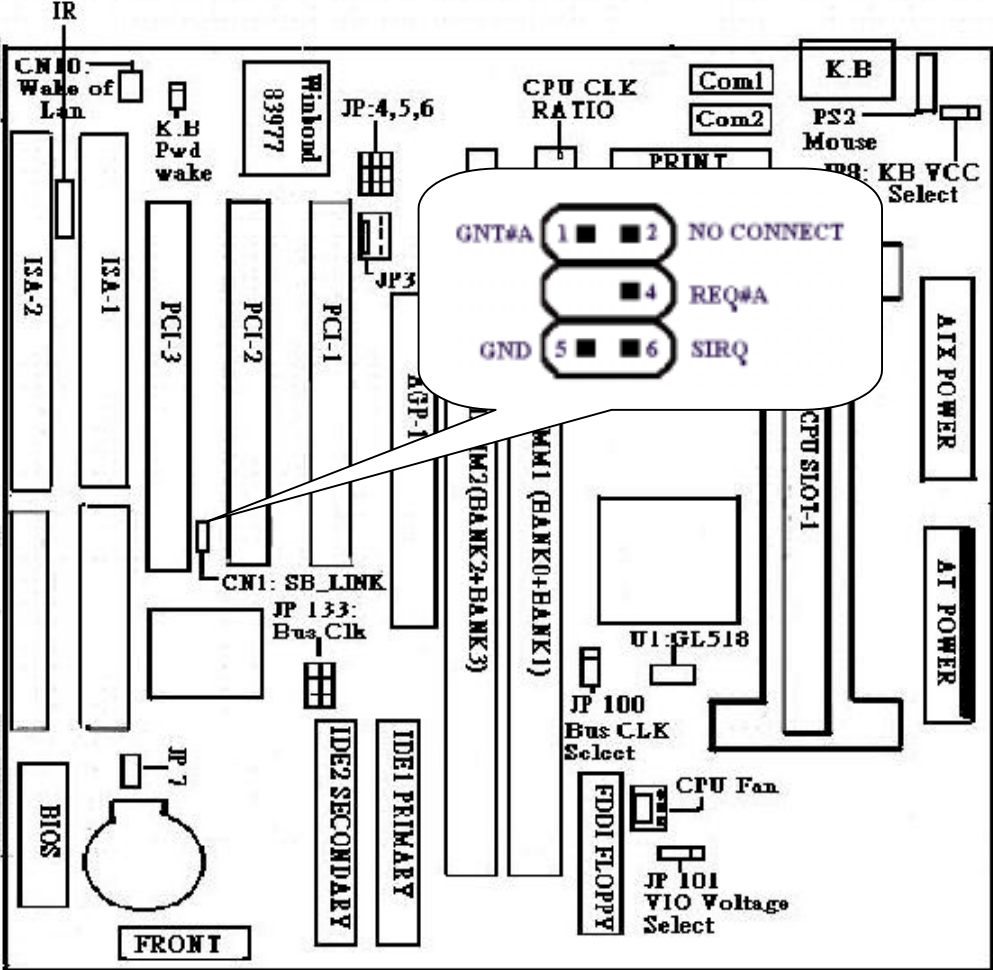 IR
CN10:
Wake of
Lan
K.B
Pwd
wake
Winbond
83977
JP:4,5,6
CPU CLK
RATIO
Com1
Com2
K.B
PS2
Mouse
PRINT
JP8: KB VCC
Select
ISA-2
ISA-1
PCI-3
PCI-2
PCI-1
JP3
AGP-1
GNT#A 1 2 NO CONNECT
4 REQ#A
GND 5 6 SIRQ
ATX POWER
CPU SLOT-1
MM2(BANK2+BANK3)
MM1 (BANK0+BANK1)
CN1: SB_LINK
JP 133:
Bus Clk
U1:GL518
AT POWER
JP 100
Bus CLK
Select
JP 7
BIOS
IDE2 SECONDARY
IDE1 PRIMARY
FDDI FLOPPY
CPU Fan
JP 101
VIO Voltage
Select
FRONT